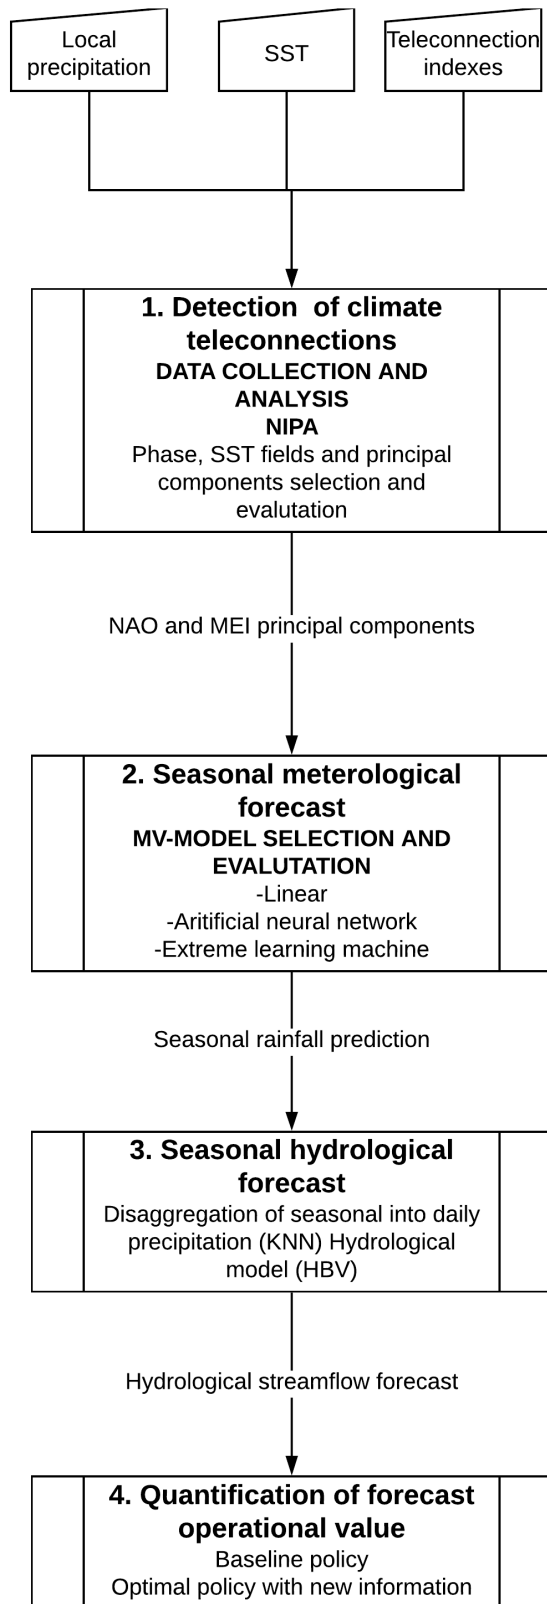 Local
precipitation
SST
Teleconnection
indexes
1. Detection of climate
teleconnections
DATA COLLECTION AND
ANALYSIS
NIPA
Phase, SST fields and principal
components selection and
evalutation
NAO and MEI principal components
2. Seasonal meterological
forecast
MV-MODEL SELECTION AND
EVALUTATION
-Linear
-Aritificial neural network
-Extreme learning machine
Seasonal rainfall prediction
3. Seasonal hydrological
forecast
Disaggregation of seasonal into daily
precipitation (KNN) Hydrological
model (HBV)
Hydrological streamflow forecast
4. Quantification of forecast
operational value
Baseline policy
Optimal policy with new information